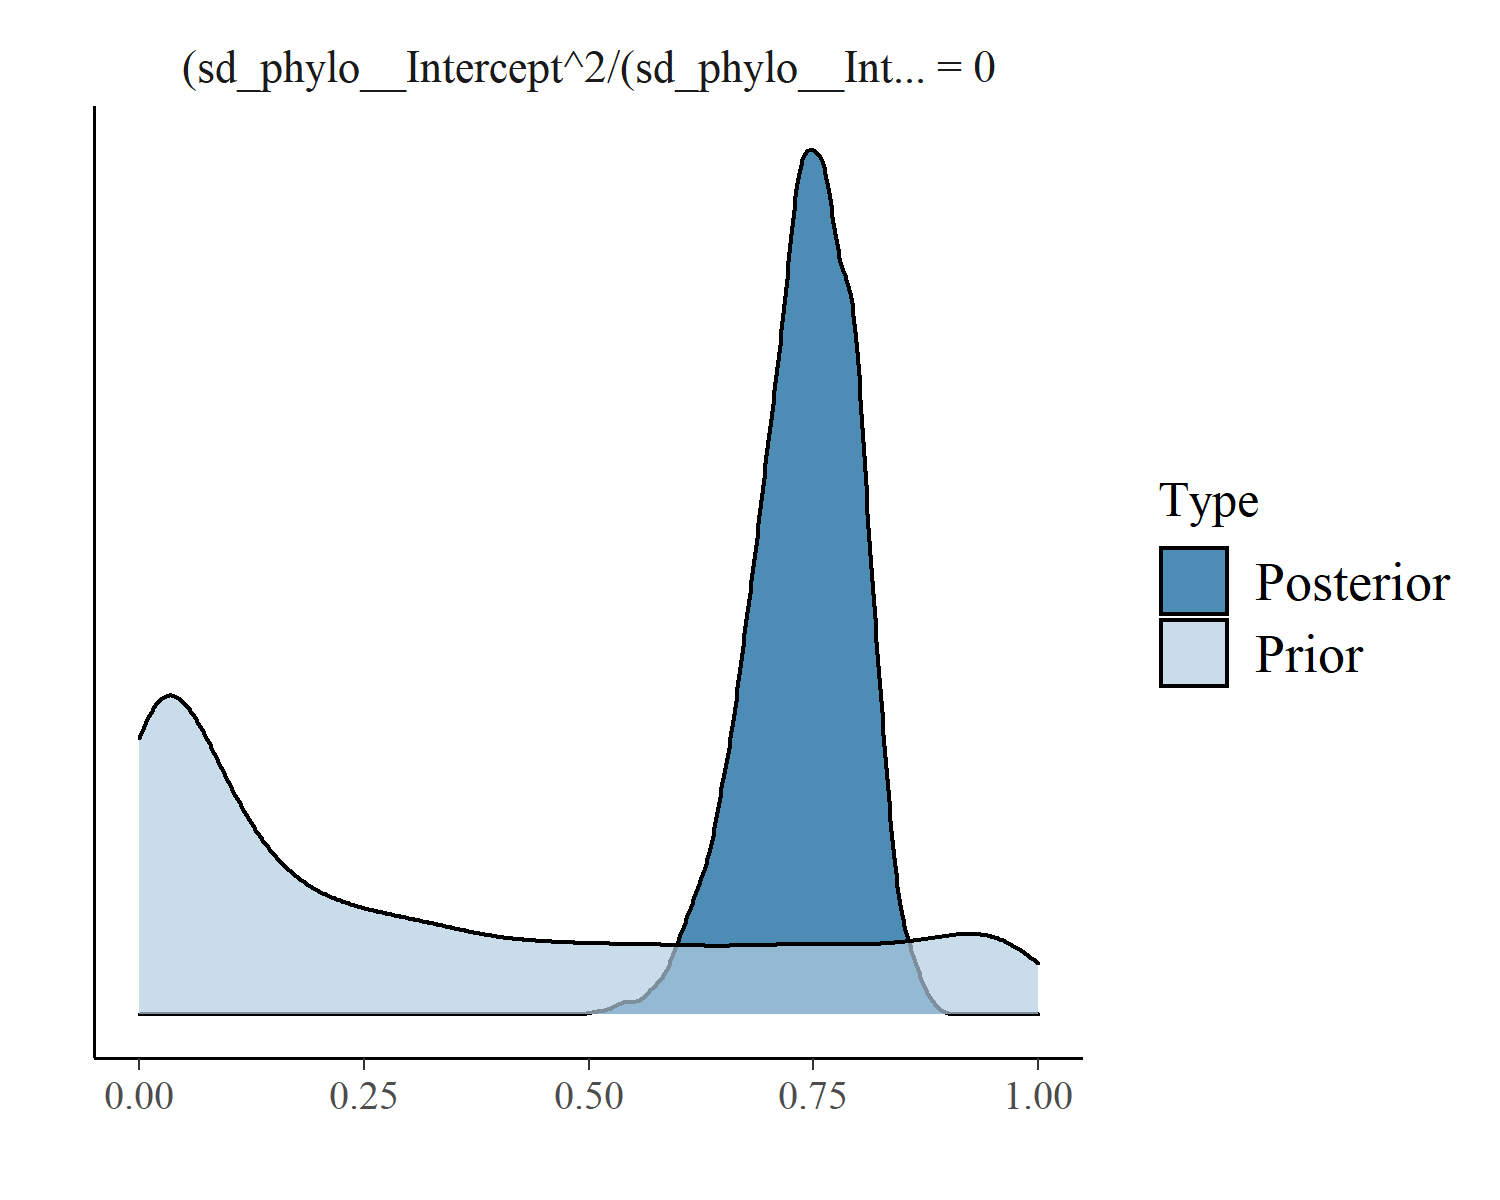 (sd_phylo__Intercept^2/(sd_phylo__Int... = 0
Type
Posterior
Prior
0.00 0.25 0.50 0.75 1.00